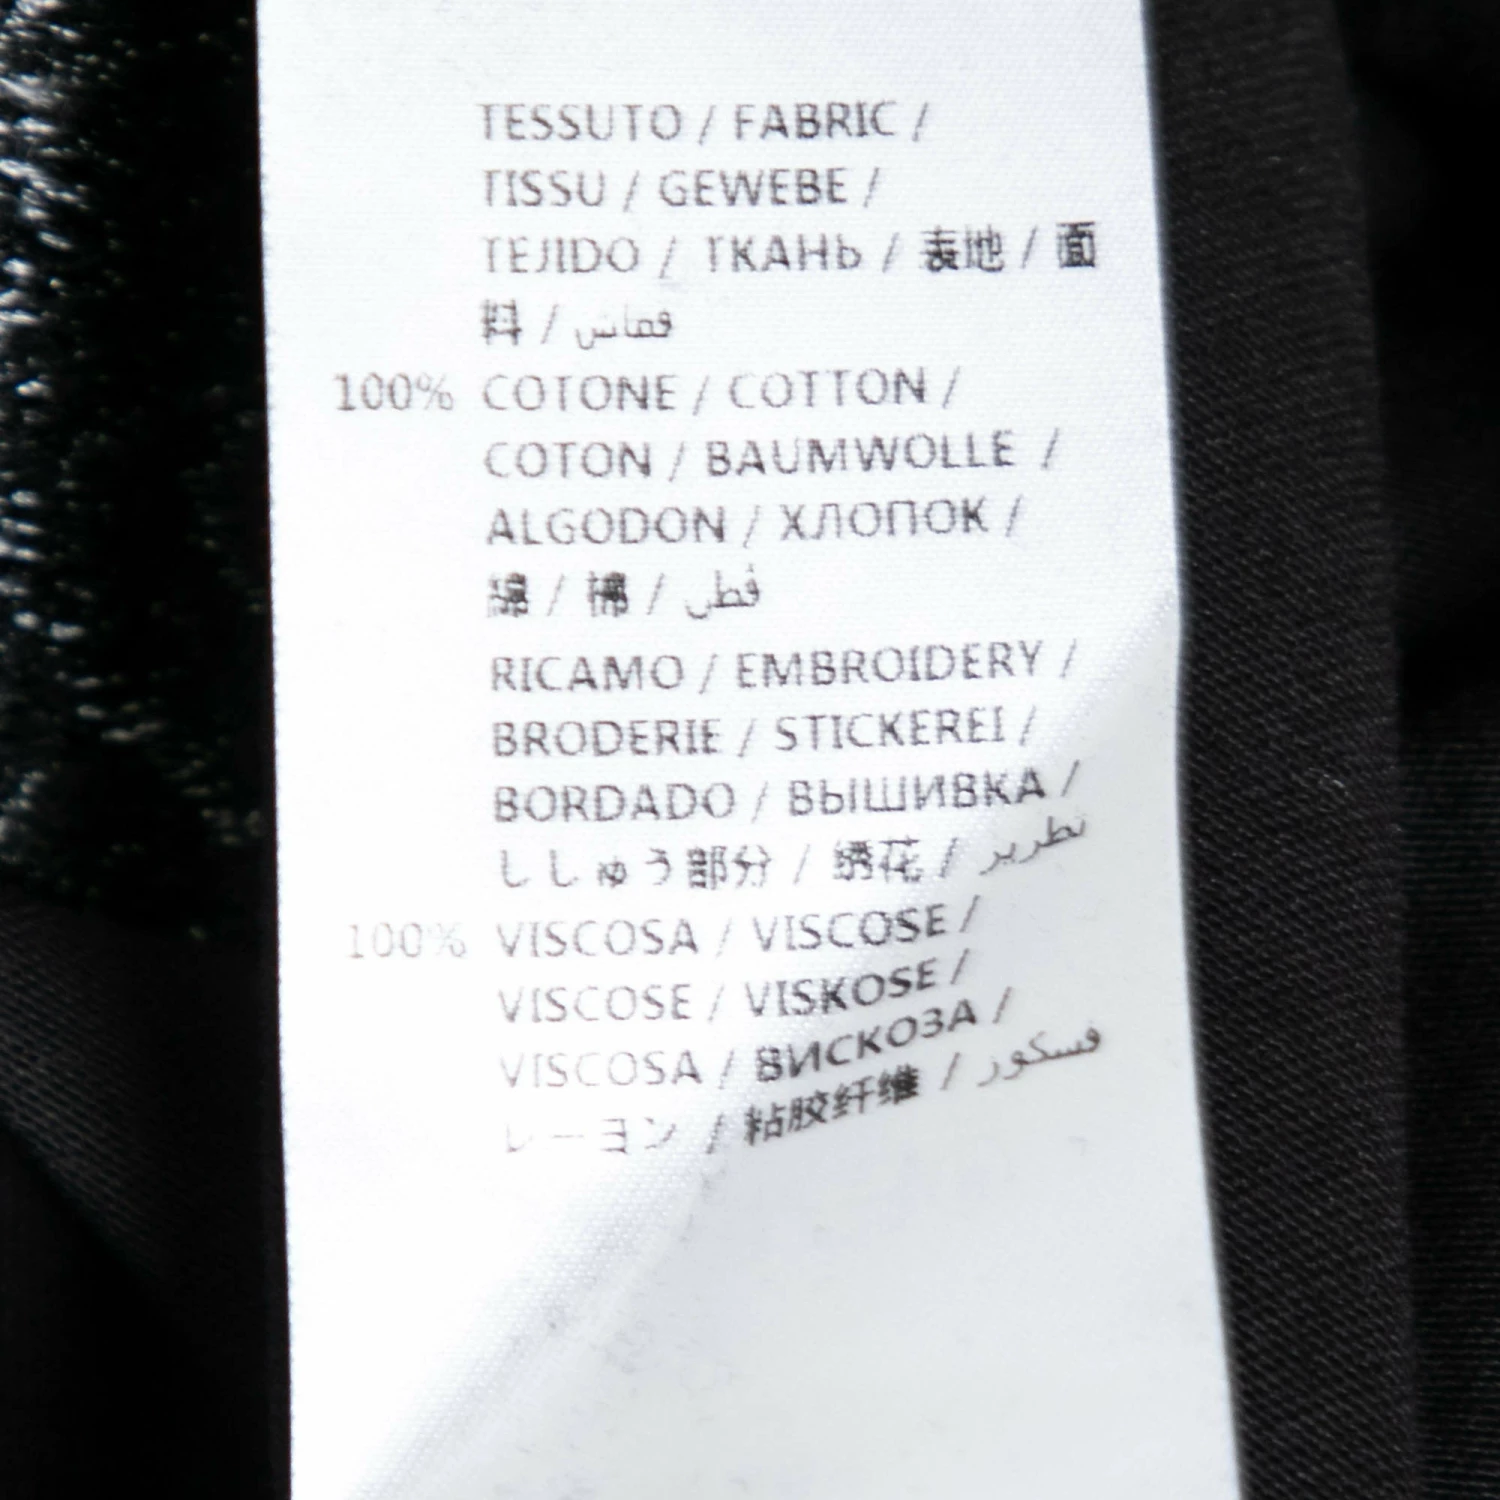 TESSUTO / FABRIC /
TISSU / GEWEBE /
TEJIDO / ТКАНЬ / 表地 / 面
料 / قماش
100% COTONE / COTTON /
COTON / BAUMWOLLE /
ALGODON / ХЛОПОК /
綿 / 棉 / قطن
RICAMO / EMBROIDERY /
BRODERIE / STICKEREI /
BORDADO / ВЫШИВКА /
ししゅう部分 / 绣花 / تطريز
100% VISCOSA / VISCOSE /
VISCOSE / VISKOSE /
VISCOSA / ВИСКОЗА /
レーヨン / 粘胶纤维 / فسكوز